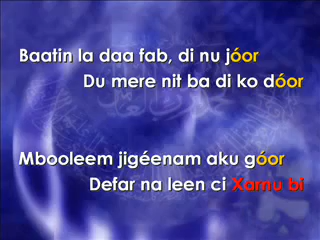 Baatin la daa fab, di nu jóor
Du mere nit ba di ko dóor
Mbooleem jigéenam aku góor
Defar na leen ci Xamu bi